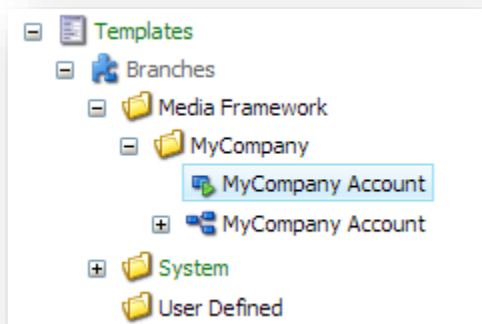 Templates
Branches
Media Framework
MyCompany
MyCompany Account
MyCompany Account
System
User Defined